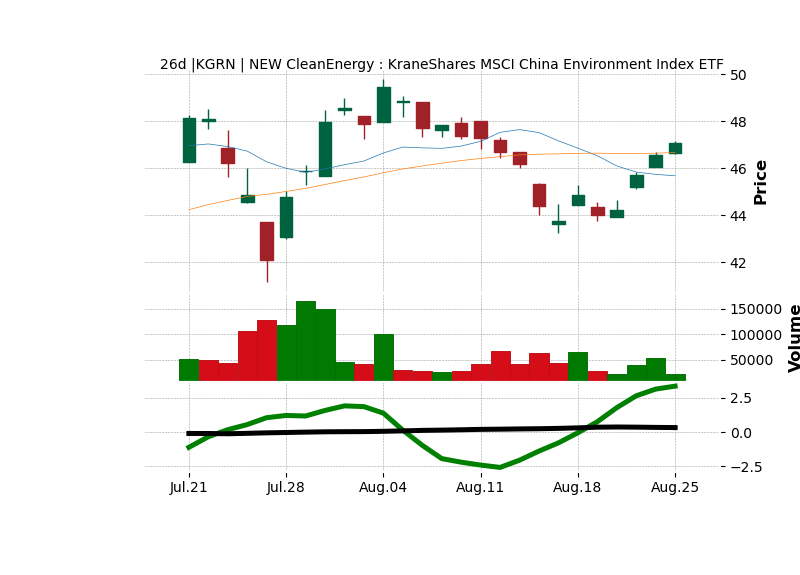 26d |KGRN | NEW CleanEnergy : KraneShares MSCI China Environment Index ETF
50
48
46
44
42
Price
150000
100000
50000
Volume
2.5
0.0
−2.5
Jul.21 Jul.28 Aug.04 Aug.11 Aug.18 Aug.25